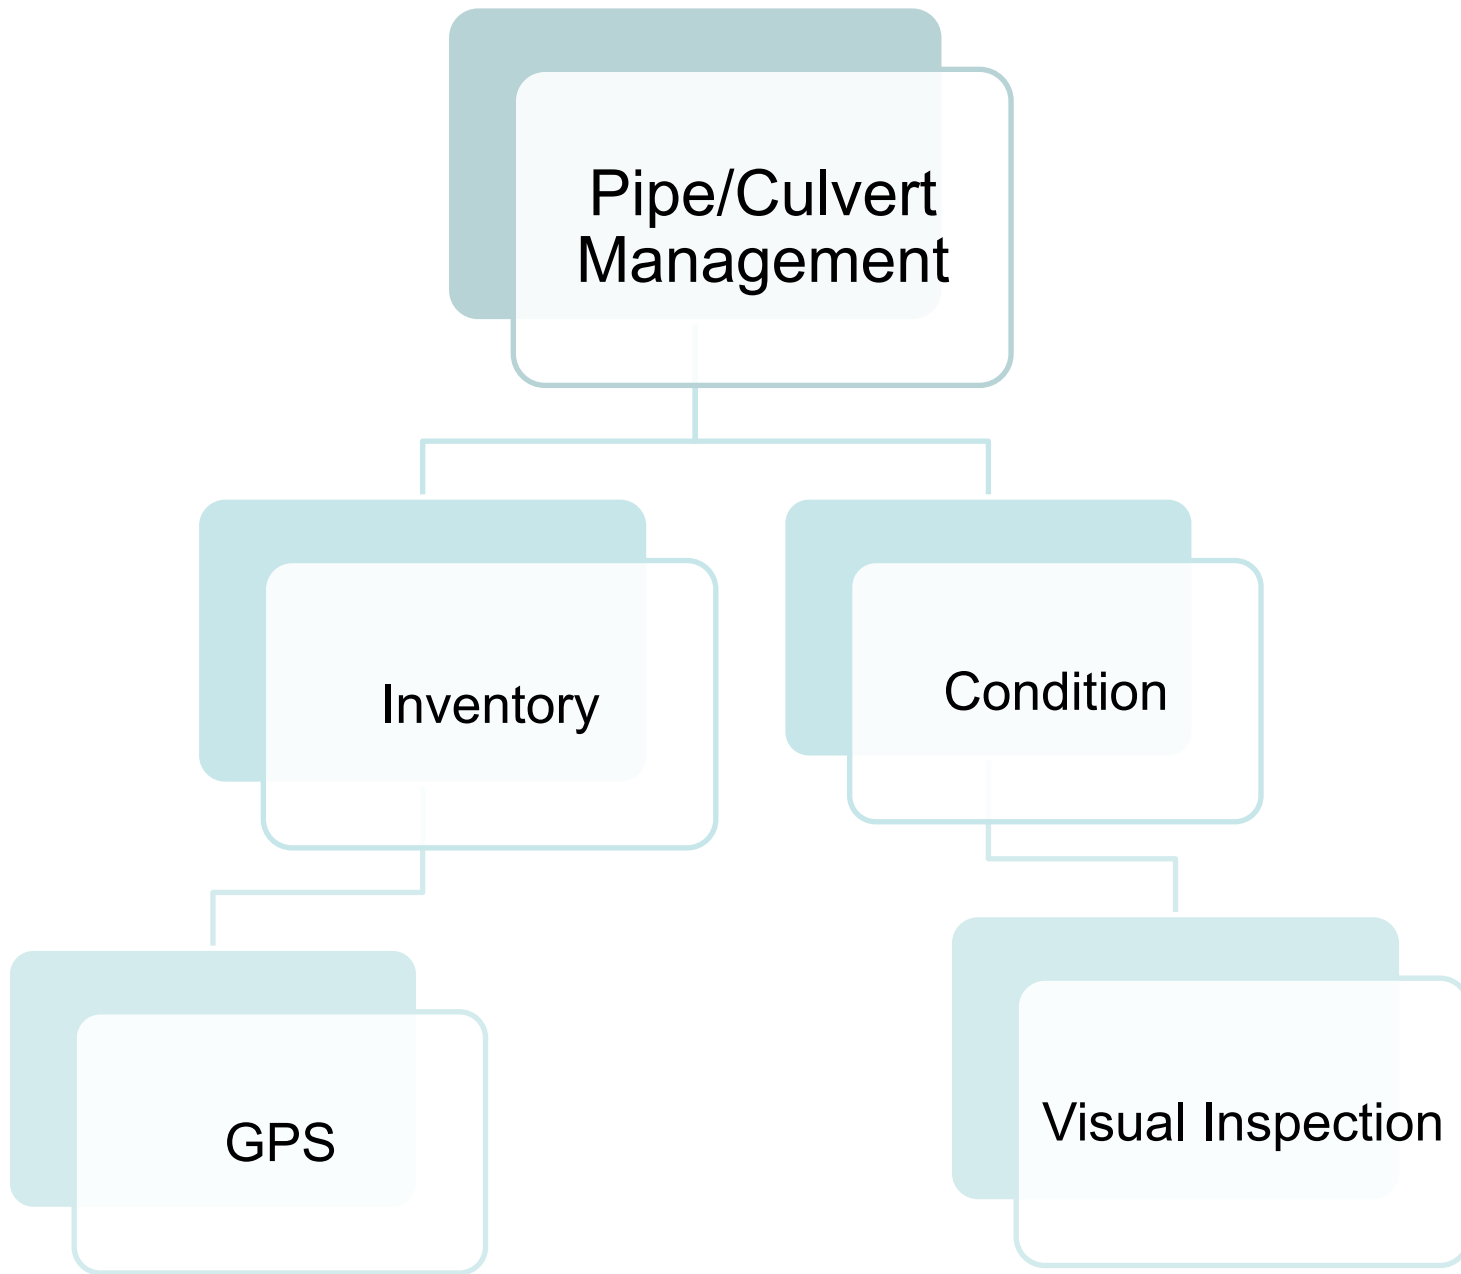 Pipe/Culvert
Management
Inventory
Condition
GPS
Visual Inspection